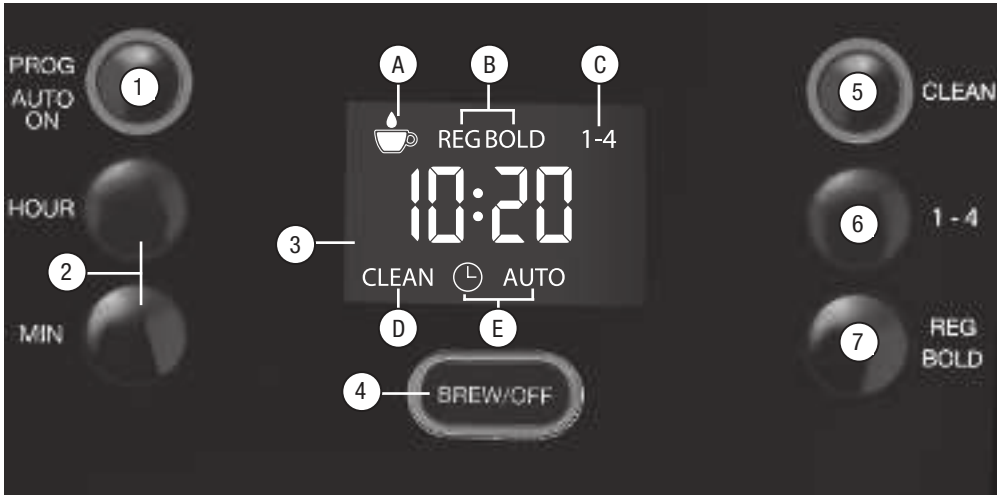 PROG
AUTO
ON
1
HOUR
2
MIN
A
B
C
REG BOLD 1-4
10:20
3
CLEAN AUTO
D
E
4
BREW/OFF
5
CLEAN
6
1 - 4
7
REG
BOLD